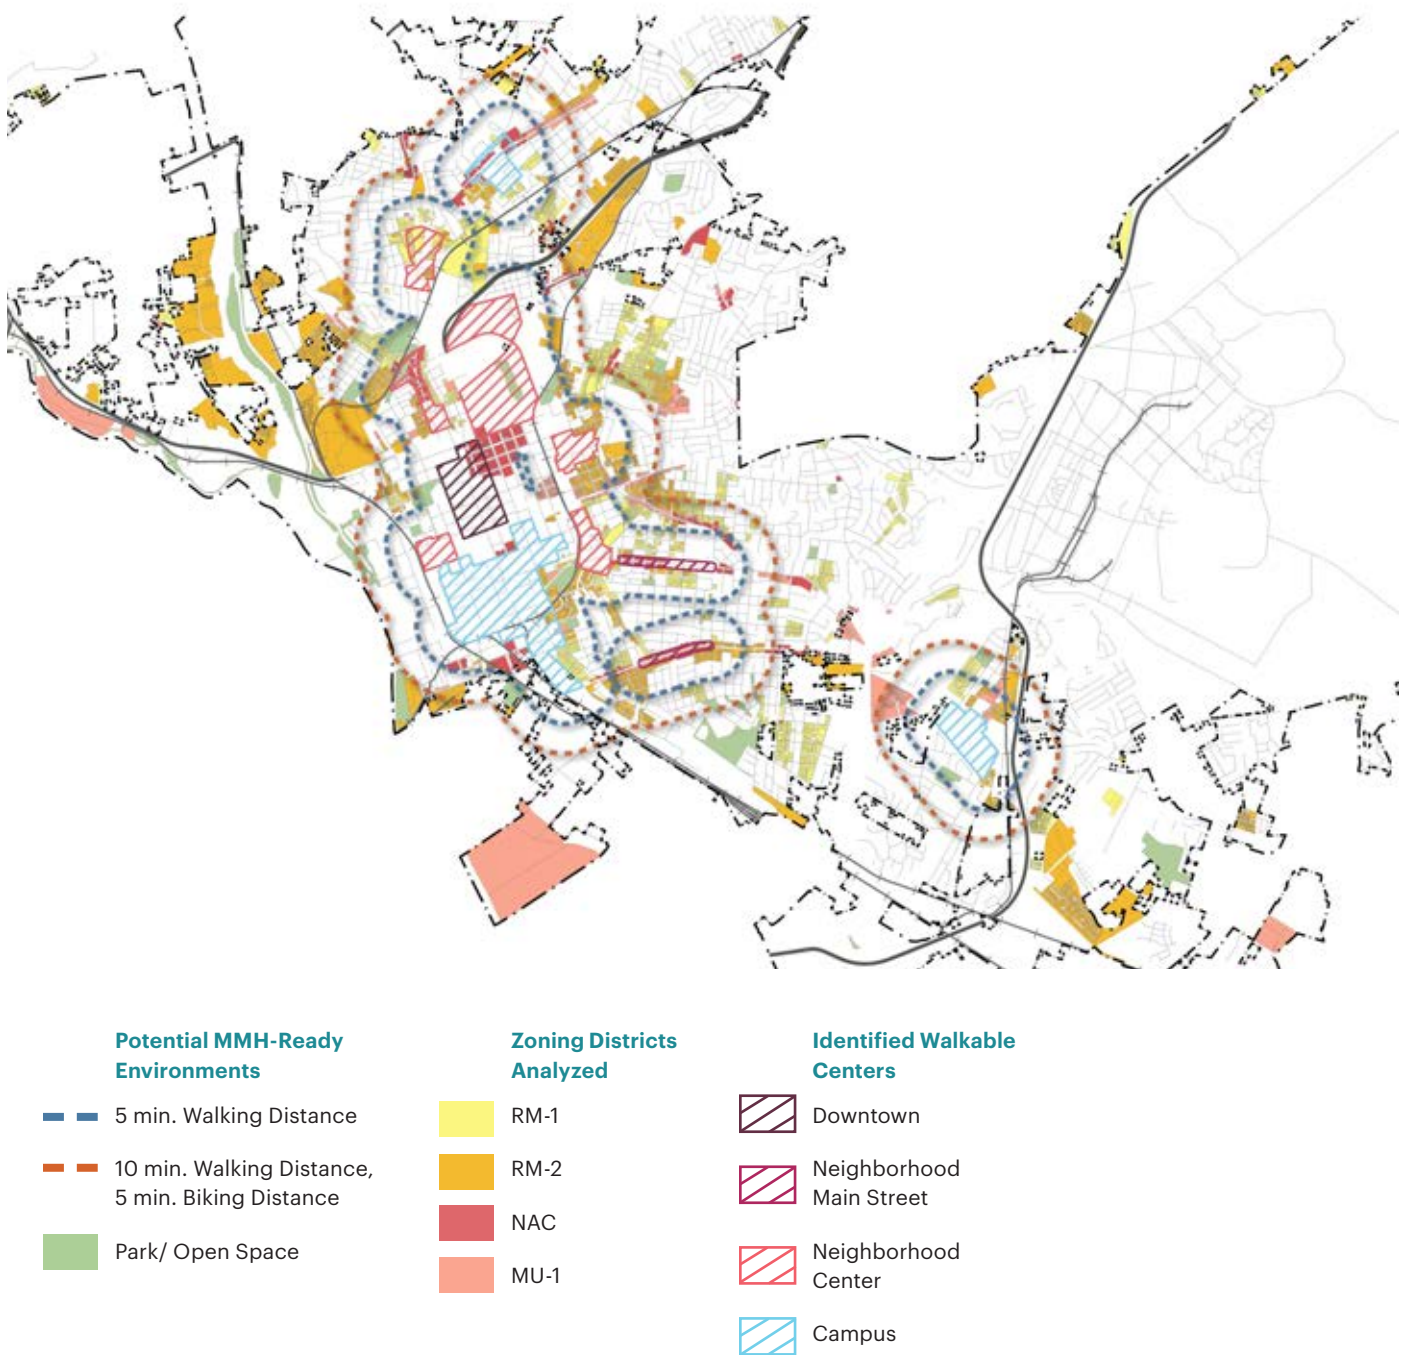 Potential MMH-Ready
Environments
5 min. Walking Distance
10 min. Walking Distance,
5 min. Biking Distance
Park/ Open Space
Zoning Districts
Analyzed
RM-1
RM-2
NAC
MU-1
Identified Walkable
Centers
Downtown
Neighborhood
Main Street
Neighborhood
Center
Campus